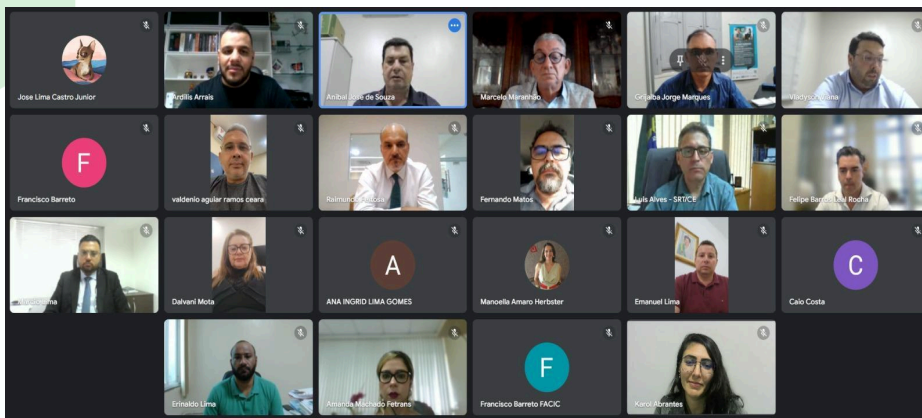 Jose Lima Castro Junior
Ardilis Arrais
Anibal José de Souza
Marcelo Maranhão
Grijalba Jorge Marques
Francisco Barreto
F
valdenio aguiar ramos ceara
Raimundo
Fernando Matos
Luis Alves - SRT/CE
Felipe Rocha
Lima
Dalvani Mota
ANA INGRID LIMA GOMES
A
Manoella Amaro Herbster
Emanuel Lima
Caio Costa
C
Erinaldo Lima
Amanda Machado Fetrans
Francisco Barreto FACIC
F
Karol Abrantes